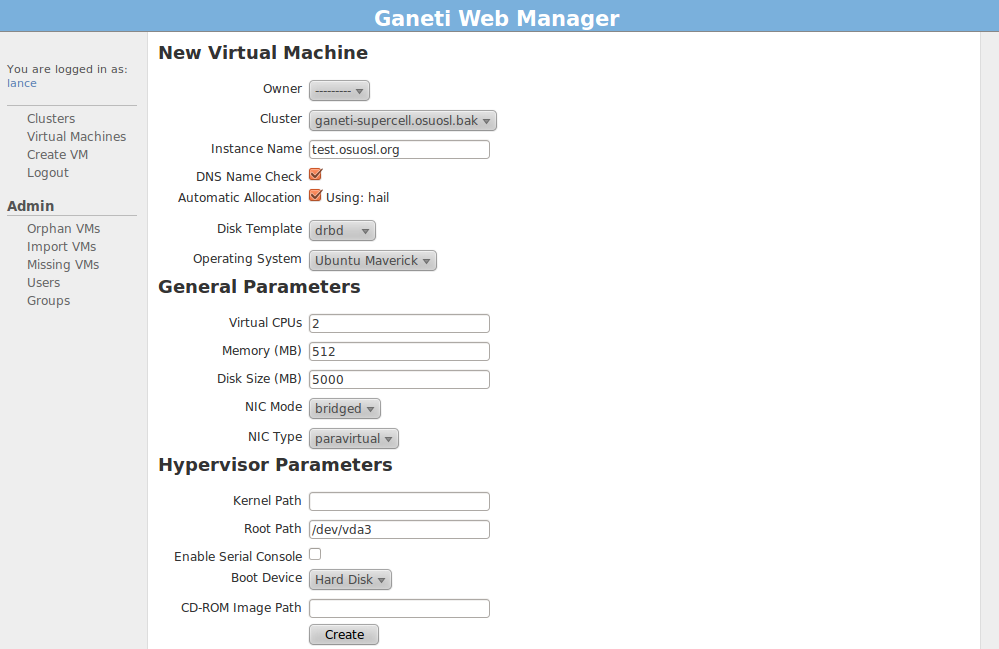 Ganeti Web Manager
You are logged in as:
lance
Clusters
Virtual Machines
Create VM
Logout
Admin
Orphan VMs
Import VMs
Missing VMs
Users
Groups
New Virtual Machine
Owner ---------
Cluster ganeti-supercell.osuosl.bak
Instance Name test.osuosl.org
DNS Name Check
Automatic Allocation Using: hail
Disk Template drbd
Operating System Ubuntu Maverick
General Parameters
Virtual CPUs 2
Memory (MB) 512
Disk Size (MB) 5000
NIC Mode bridged
NIC Type paravirtual
Hypervisor Parameters
Kernel Path
Root Path /dev/vda3
Enable Serial Console
Boot Device Hard Disk
CD-ROM Image Path
Create